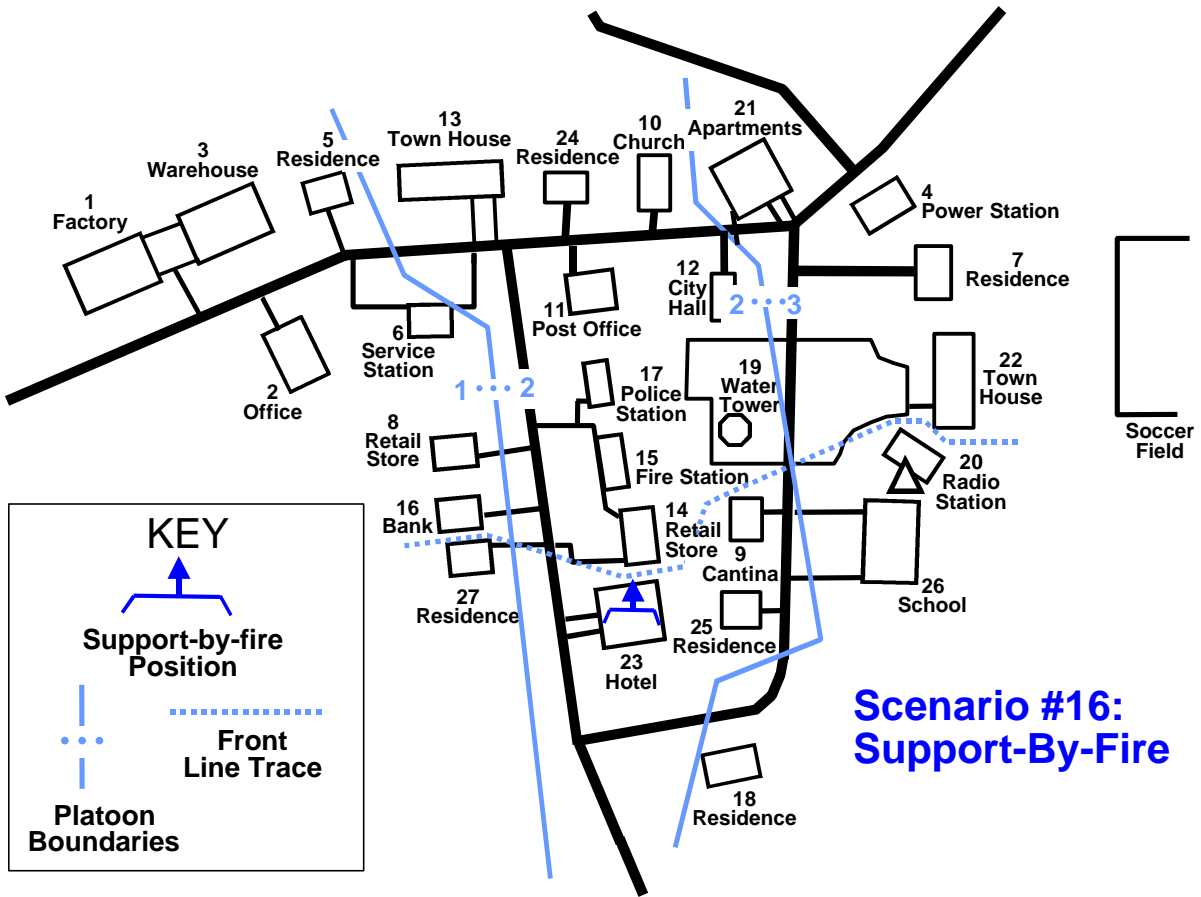 21
Apartments
13
Town House
10
Church
24
Residence
5
Residence
3
Warehouse
1
Factory
4
Power Station
7
Residence
12
City
Hall
2 3
11
Post Office
6
Service
Station
2
Office
1 2
17
Police
Station
19
Water
Tower
22
Town
House
Soccer
Field
8
Retail
Store
15
Fire Station
20
Radio
Station
16
Bank
14
Retail
Store
9
Cantina
26
School
27
Residence
25
Residence
23
Hotel
18
Residence
KEY
Support-by-fire
Position
Front
Line Trace
Platoon
Boundaries
Scenario #16:
Support-By-Fire